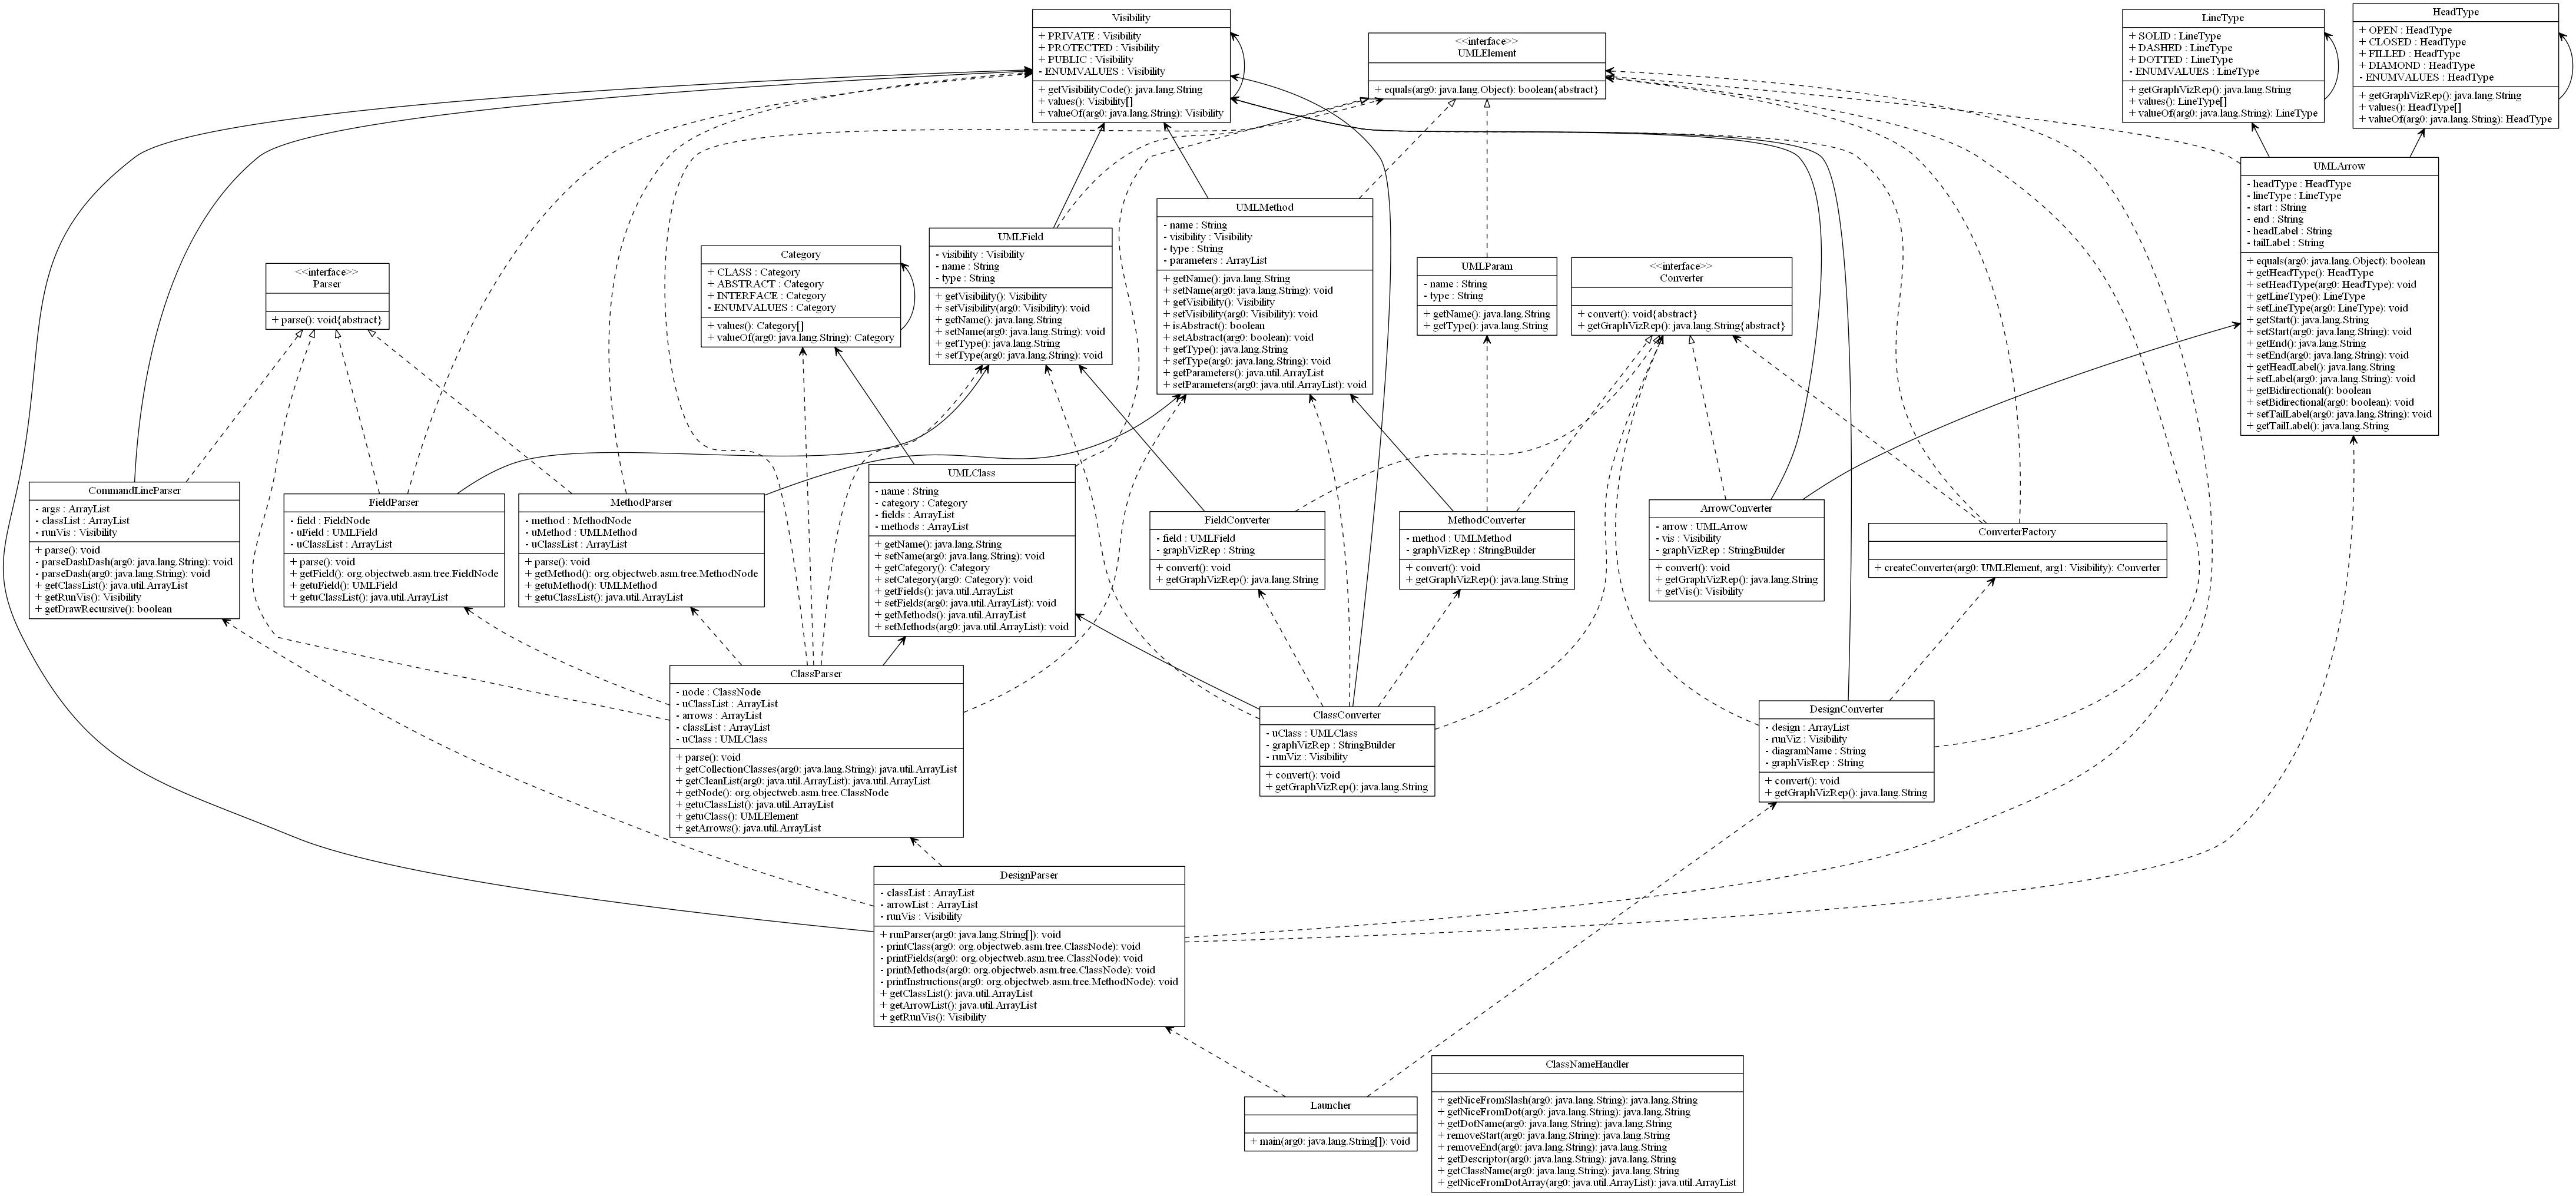 Visibility
+ PRIVATE : Visibility
+ PROTECTED : Visibility
+ PUBLIC : Visibility
- ENUMVALUES : Visibility
+ getVisibilityCode(): java.lang.String
+ values(): Visibility[]
+ valueOf(arg0: java.lang.String): Visibility
<<interface>>
UMLElement
+ equals(arg0: java.lang.Object): boolean{abstract}
LineType
+ SOLID : LineType
+ DASHED : LineType
+ DOTTED : LineType
- ENUMVALUES : LineType
+ getGraphVizRep(): java.lang.String
+ values(): LineType[]
+ valueOf(arg0: java.lang.String): LineType
HeadType
+ OPEN : HeadType
+ CLOSED : HeadType
+ FILLED : HeadType
+ DIAMOND : HeadType
- ENUMVALUES : HeadType
+ getGraphVizRep(): java.lang.String
+ values(): HeadType[]
+ valueOf(arg0: java.lang.String): HeadType
<<interface>>
Parser
+ parse(): void{abstract}
Category
+ CLASS : Category
+ ABSTRACT : Category
+ INTERFACE : Category
- ENUMVALUES : Category
+ values(): Category[]
+ valueOf(arg0: java.lang.String): Category
UMLField
- visibility : Visibility
- name : String
- type : String
+ getVisibility(): Visibility
+ setVisibility(arg0: Visibility): void
+ getName(): java.lang.String
+ setName(arg0: java.lang.String): void
+ getType(): java.lang.String
+ setType(arg0: java.lang.String): void
UMLMethod
- name : String
- visibility : Visibility
- type : String
- parameters : ArrayList
+ getName(): java.lang.String
+ setName(arg0: java.lang.String): void
+ getVisibility(): Visibility
+ setVisibility(arg0: Visibility): void
+ isAbstract(): boolean
+ setAbstract(arg0: boolean): void
+ getType(): java.lang.String
+ setType(arg0: java.lang.String): void
+ getParameters(): java.util.ArrayList
+ setParameters(arg0: java.util.ArrayList): void
UMLParam
- name : String
- type : String
+ getName(): java.lang.String
+ getType(): java.lang.String
<<interface>>
Converter
+ convert(): void{abstract}
+ getGraphVizRep(): java.lang.String{abstract}
UMLArrow
- headType : HeadType
- lineType : LineType
- start : String
- end : String
- headLabel : String
- tailLabel : String
+ equals(arg0: java.lang.Object): boolean
+ getHeadType(): HeadType
+ setHeadType(arg0: HeadType): void
+ getLineType(): LineType
+ setLineType(arg0: LineType): void
+ getStart(): java.lang.String
+ setStart(arg0: java.lang.String): void
+ getEnd(): java.lang.String
+ setEnd(arg0: java.lang.String): void
+ getHeadLabel(): java.lang.String
+ setLabel(arg0: java.lang.String): void
+ getBidirectional(): boolean
+ setBidirectional(arg0: boolean): void
+ setTailLabel(arg0: java.lang.String): void
+ getTailLabel(): java.lang.String
CommandLineParser
- args : ArrayList
- classList : ArrayList
- runVis : Visibility
+ parse(): void
- parseDashDash(arg0: java.lang.String): void
- parseDash(arg0: java.lang.String): void
+ getClassList(): java.util.ArrayList
+ getRunVis(): Visibility
+ getDrawRecursive(): boolean
FieldParser
- field : FieldNode
- uField : UMLField
- uClassList : ArrayList
+ parse(): void
+ getField(): org.objectweb.asm.tree.FieldNode
+ getuField(): UMLField
+ getuClassList(): java.util.ArrayList
MethodParser
- method : MethodNode
- uMethod : UMLMethod
- uClassList : ArrayList
+ parse(): void
+ getMethod(): org.objectweb.asm.tree.MethodNode
+ getuMethod(): UMLMethod
+ getuClassList(): java.util.ArrayList
UMLClass
- name : String
- category : Category
- fields : ArrayList
- methods : ArrayList
+ getName(): java.lang.String
+ setName(arg0: java.lang.String): void
+ getCategory(): Category
+ setCategory(arg0: Category): void
+ getFields(): java.util.ArrayList
+ setFields(arg0: java.util.ArrayList): void
+ getMethods(): java.util.ArrayList
+ setMethods(arg0: java.util.ArrayList): void
FieldConverter
- field : UMLField
- graphVizRep : String
+ convert(): void
+ getGraphVizRep(): java.lang.String
MethodConverter
- method : UMLMethod
- graphVizRep : StringBuilder
+ convert(): void
+ getGraphVizRep(): java.lang.String
ArrowConverter
- arrow : UMLArrow
- vis : Visibility
- graphVizRep : StringBuilder
+ convert(): void
+ getGraphVizRep(): java.lang.String
+ getVis(): Visibility
ConverterFactory
+ createConverter(arg0: UMLElement, arg1: Visibility): Converter
ClassParser
- node : ClassNode
- uClassList : ArrayList
- arrows : ArrayList
- classList : ArrayList
- uClass : UMLClass
+ parse(): void
+ getCollectionClasses(arg0: java.lang.String): java.util.ArrayList
+ getCleanList(arg0: java.util.ArrayList): java.util.ArrayList
+ getNode(): org.objectweb.asm.tree.ClassNode
+ getuClassList(): java.util.ArrayList
+ getuClass(): UMLElement
+ getArrows(): java.util.ArrayList
ClassConverter
- uClass : UMLClass
- graphVizRep : StringBuilder
- runViz : Visibility
+ convert(): void
+ getGraphVizRep(): java.lang.String
DesignConverter
- design : ArrayList
- runViz : Visibility
- diagramName : String
- graphVisRep : String
+ convert(): void
+ getGraphVizRep(): java.lang.String
DesignParser
- classList : ArrayList
- arrowList : ArrayList
- runVis : Visibility
+ runParser(arg0: java.lang.String[]): void
- printClass(arg0: org.objectweb.asm.tree.ClassNode): void
- printFields(arg0: org.objectweb.asm.tree.ClassNode): void
- printMethods(arg0: org.objectweb.asm.tree.ClassNode): void
- printInstructions(arg0: org.objectweb.asm.tree.MethodNode): void
+ getClassList(): java.util.ArrayList
+ getArrowList(): java.util.ArrayList
+ getRunVis(): Visibility
Launcher
+ main(arg0: java.lang.String[]): void
ClassNameHandler
+ getNiceFromSlash(arg0: java.lang.String): java.lang.String
+ getNiceFromDot(arg0: java.lang.String): java.lang.String
+ getDotName(arg0: java.lang.String): java.lang.String
+ removeStart(arg0: java.lang.String): java.lang.String
+ removeEnd(arg0: java.lang.String): java.lang.String
+ getDescriptor(arg0: java.lang.String): java.lang.String
+ getClassName(arg0: java.lang.String): java.lang.String
+ getNiceFromDotArray(arg0: java.util.ArrayList): java.util.ArrayList